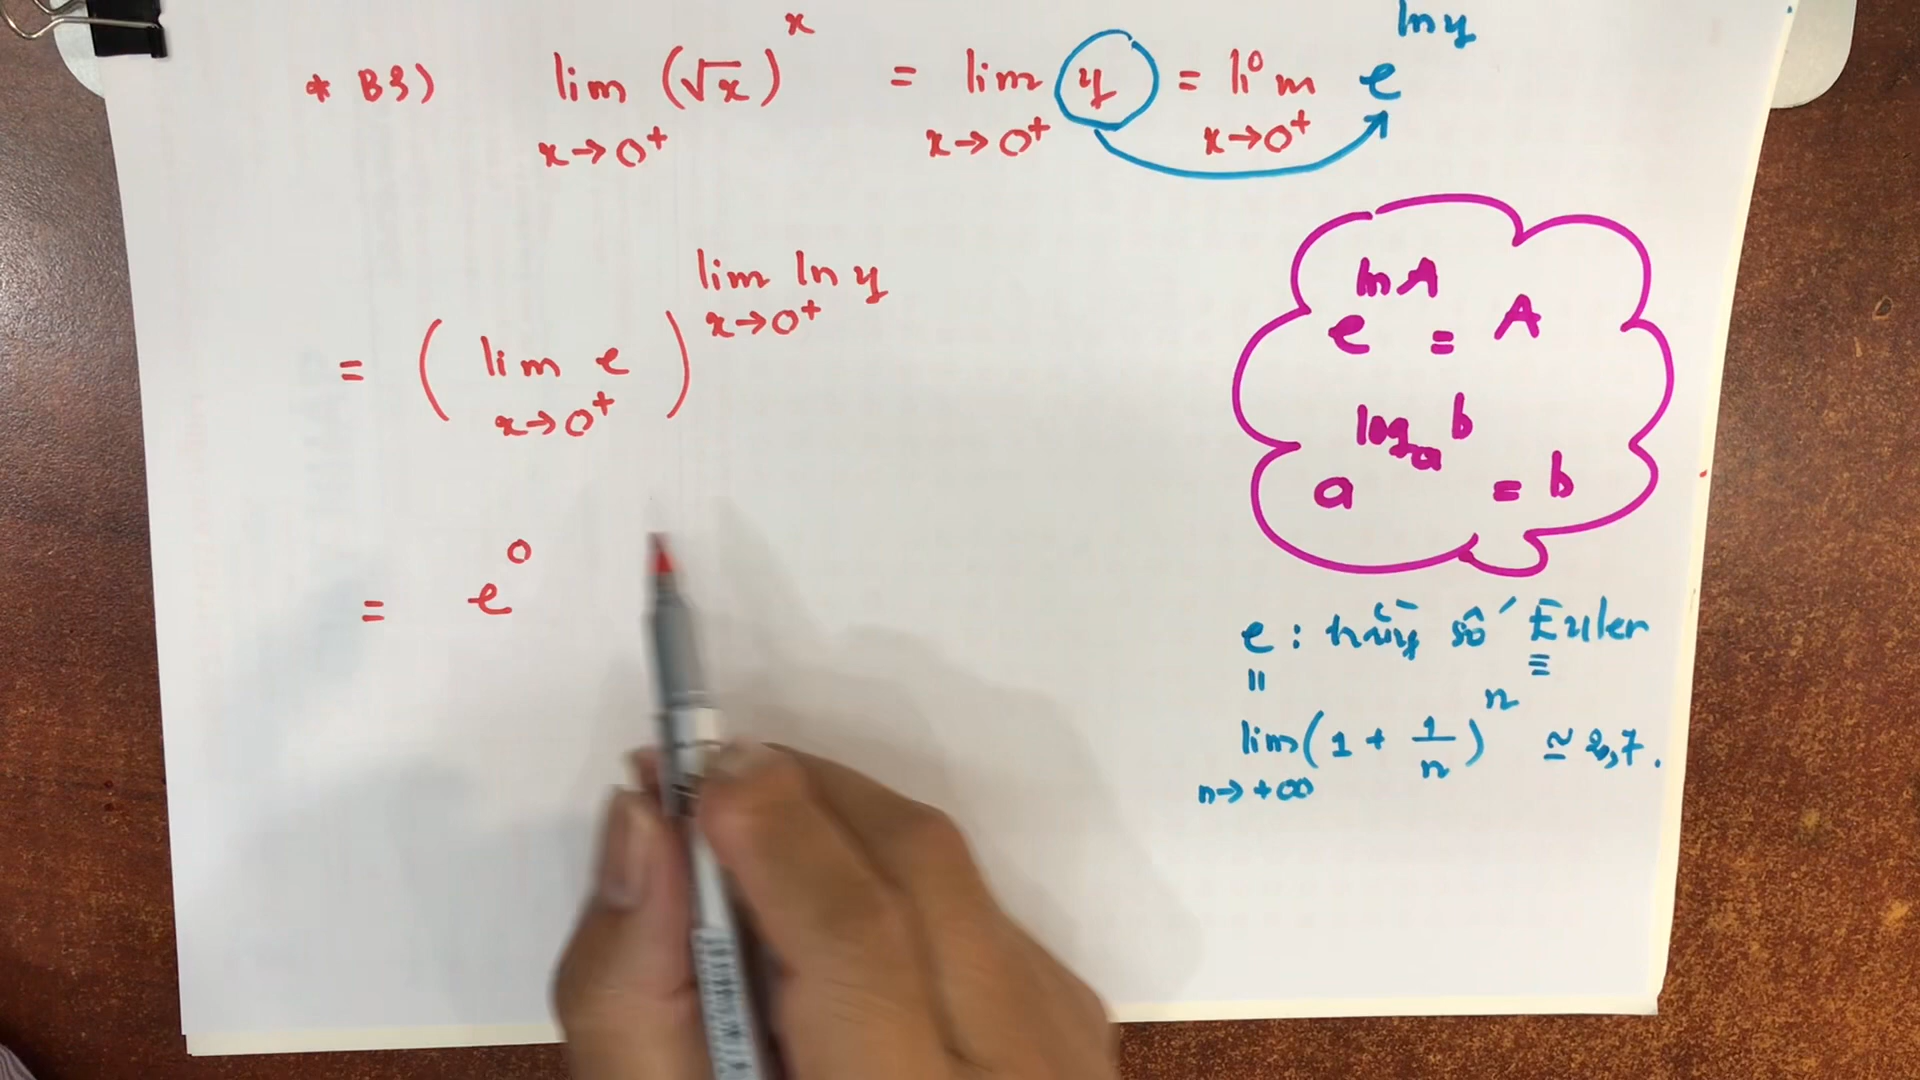 * B3) lim (√x)^x = lim y = lim e^ln y
x→0⁺ x→0⁺ x→0⁺
= ( lim e )^lim ln y
x→0⁺ x→0⁺
= e^0
e^ln A = A
a^log_a b = b
e : hằng số Euler
=
lim (1 + 1/n)^n ≃ 2,7.
n→+∞